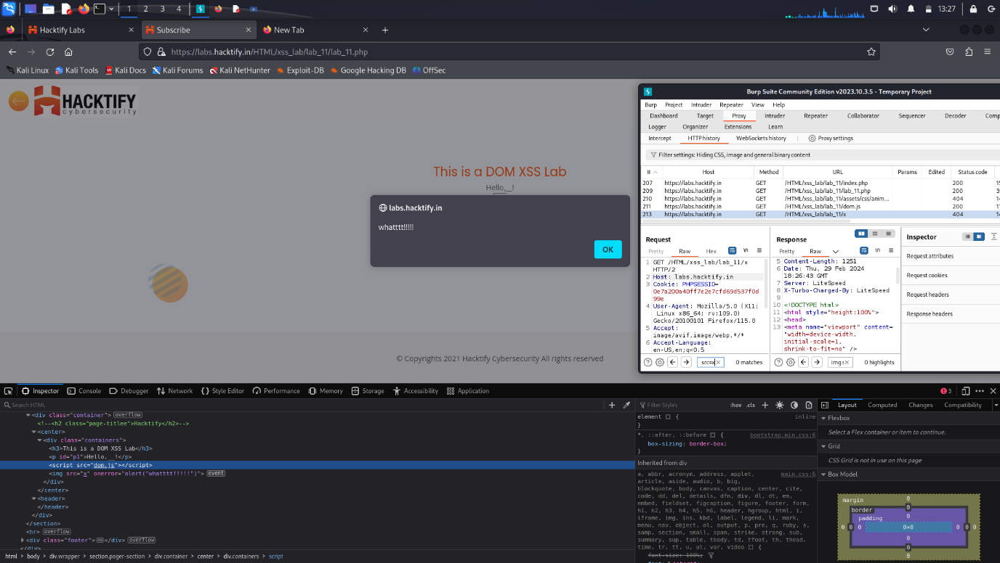 1
2
3
4
13:27
Hacktify Labs
Subscribe
New Tab
https://labs.hacktify.in/HTML/xss_lab/lab_11/lab_11.php
Kali Linux
Kali Tools
Kali Docs
Kali Forums
Kali NetHunter
Exploit-DB
Google Hacking DB
OffSec
HACKTIFY
cybersecurity
This is a DOM XSS Lab
Hello,__!
labs.hacktify.in
whatttt!!!!!
OK
© Copyrights 2021 Hacktify Cybersecurity All rights reserved
Burp Suite Community Edition v2023.10.3.5 - Temporary Project
Burp Project Intruder Repeater View Help
Dashboard Target Proxy Intruder Repeater Collaborator Sequencer Decoder Comp
Logger Organizer Extensions Learn
Intercept HTTP history WebSockets history Proxy settings
Filter settings: Hiding CSS, image and general binary content
# Host Method URL Params Edited Status code
207 https://labs.hacktify.in GET /HTML/xss_lab/lab_11/index.php 200 15
209 https://labs.hacktify.in GET /HTML/xss_lab/lab_11/lab_11.php 200 3
210 https://labs.hacktify.in GET /HTML/xss_lab/lab_11/assets/css/anim... 404 14
211 https://labs.hacktify.in GET /HTML/xss_lab/lab_11/dom.js 200 11
213 https://labs.hacktify.in GET /HTML/xss_lab/lab_11/x 404 14
Request
Pretty Raw Hex \n
1 GET /HTML/xss_lab/lab_11/x
HTTP/2
2 Host: labs.hacktify.in
3 Cookie: PHPSESSID=
0e7a200a40ff7e2e7cfd69d537f0d
99e
4 User-Agent: Mozilla/5.0 (X11;
Linux x86_64; rv:109.0)
Gecko/20100101 Firefox/115.0
5 Accept:
image/avif,image/webp,*/*
6 Accept-Language:
en-US,en;q=0.5
src=x
0 matches
Response
Pretty Raw \n
5 Content-Length: 1251
6 Date: Thu, 29 Feb 2024
18:26:43 GMT
7 Server: LiteSpeed
8 X-Turbo-Charged-By: LiteSpeed
9
10 <!DOCTYPE html>
11 <html style="height:100%">
12 <head>
13 <meta name="viewport" content=
"width=device-width,
initial-scale=1,
shrink-to-fit=no" />
img s
0 highlights
Inspector
Request attributes
Request cookies
Request headers
Response headers
Inspector Console Debugger Network Style Editor Performance Memory Storage Accessibility Application
3
Search HTML
<div class="container"> overflow
<!--<h2 class="page-titlee">Hacktify</h2>-->
<center>
<div class="containers">
<h3>This is a DOM XSS Lab</h3>
<p id="p1">Hello,__!</p>
<script src="dom.js"></script>
<img src="x" onerror="alert("whatttt!!!!!")"> event
</div>
</center>
<header>
</header>
</div>
</section>
<hr> overflow
<div class="footer"></div> overflow
</div>
html body div.wrapper section.pager-section div.container center div.containers script
Filter Styles
:hov .cls
element { inline
}
*, ::after, ::before { bootstrap.min.css:6
box-sizing: border-box;
}
Inherited from div
a, abbr, acronym, address, applet, main.css:6
article, aside, audio, b, big,
blockquote, body, canvas, caption, center, cite,
code, dd, del, details, dfn, div, dl, dt, em,
embed, fieldset, figcaption, figure, footer, form,
h1, h2, h3, h4, h5, h6, header, hgroup, html, i,
iframe, img, ins, kbd, label, legend, li, mark,
menu, nav, object, ol, output, p, pre, q, ruby, s,
samp, section, small, span, strike, strong, sub,
summary, sup, table, tbody, td, tfoot, th, thead,
time, tr, tt, u, ul, var, video {
font-size: 100%;
Layout Computed Changes Compatibility
Flexbox
Select a Flex container or item to continue.
Grid
CSS Grid is not in use on this page
Box Model
margin
0
border
0
padding
0
0 0 0 0×0 0 0 0
0
0
0